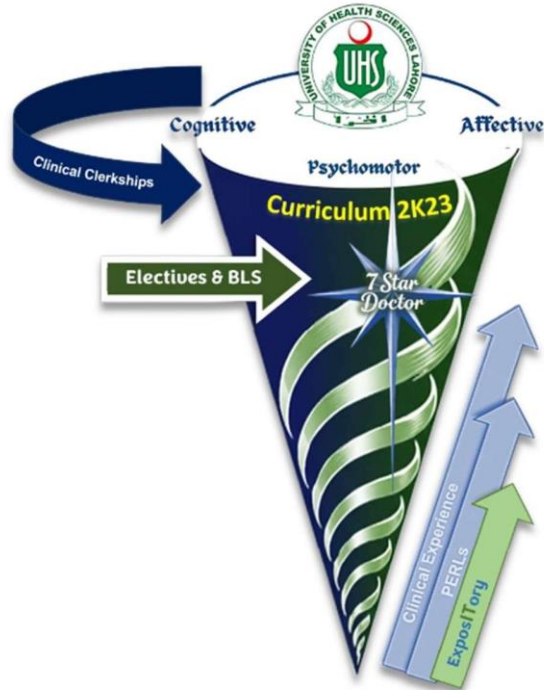 UNIVERSITY OF HEALTH SCIENCES LAHORE
UHS
Cognitive
Affective
Psychomotor
Clinical Clerkships
Curriculum 2K23
Electives & BLS
7 Star
Doctor
Clinical Experience
PERLs
ExposITory